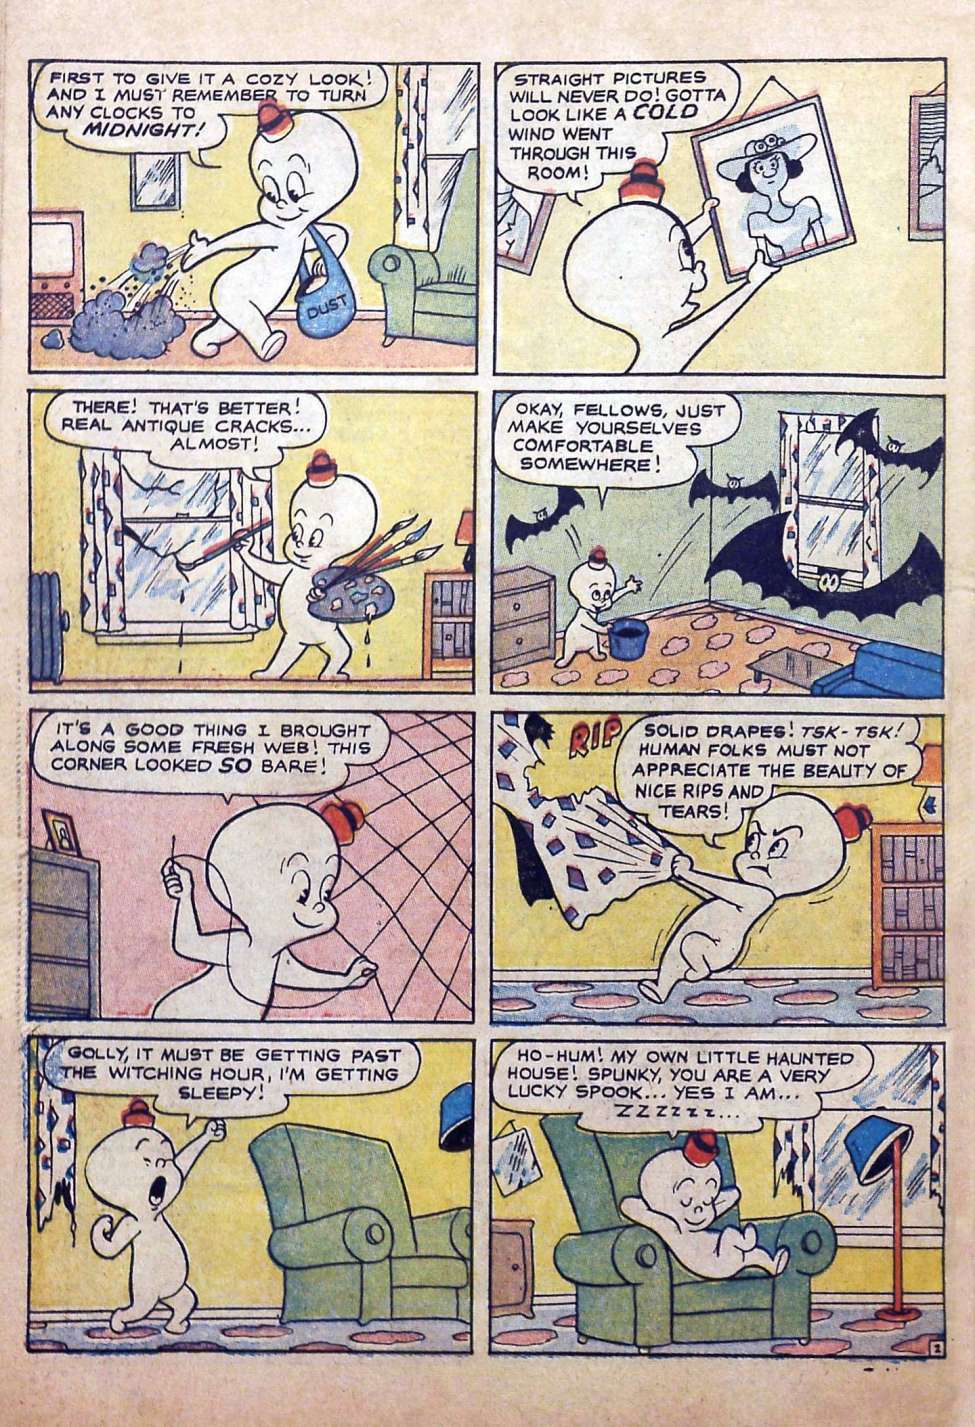 FIRST TO GIVE IT A COZY LOOK!
AND I MUST REMEMBER TO TURN
ANY CLOCKS TO
MIDNIGHT!
DUST
STRAIGHT PICTURES
WILL NEVER DO! GOTTA
LOOK LIKE A COLD
WIND WENT
THROUGH THIS
ROOM!
THERE! THAT'S BETTER!
REAL ANTIQUE CRACKS...
ALMOST!
OKAY, FELLOWS, JUST
MAKE YOURSELVES
COMFORTABLE
SOMEWHERE!
IT'S A GOOD THING I BROUGHT
ALONG SOME FRESH WEB! THIS
CORNER LOOKED SO BARE!
RIP
SOLID DRAPES! TSK-TSK!
HUMAN FOLKS MUST NOT
APPRECIATE THE BEAUTY OF
NICE RIPS AND
TEARS!
GOLLY, IT MUST BE GETTING PAST
THE WITCHING HOUR, I'M GETTING
SLEEPY!
HO-HUM! MY OWN LITTLE HAUNTED
HOUSE! SPUNKY, YOU ARE A VERY
LUCKY SPOOK... YES I AM...
ZZZZZZ...
2